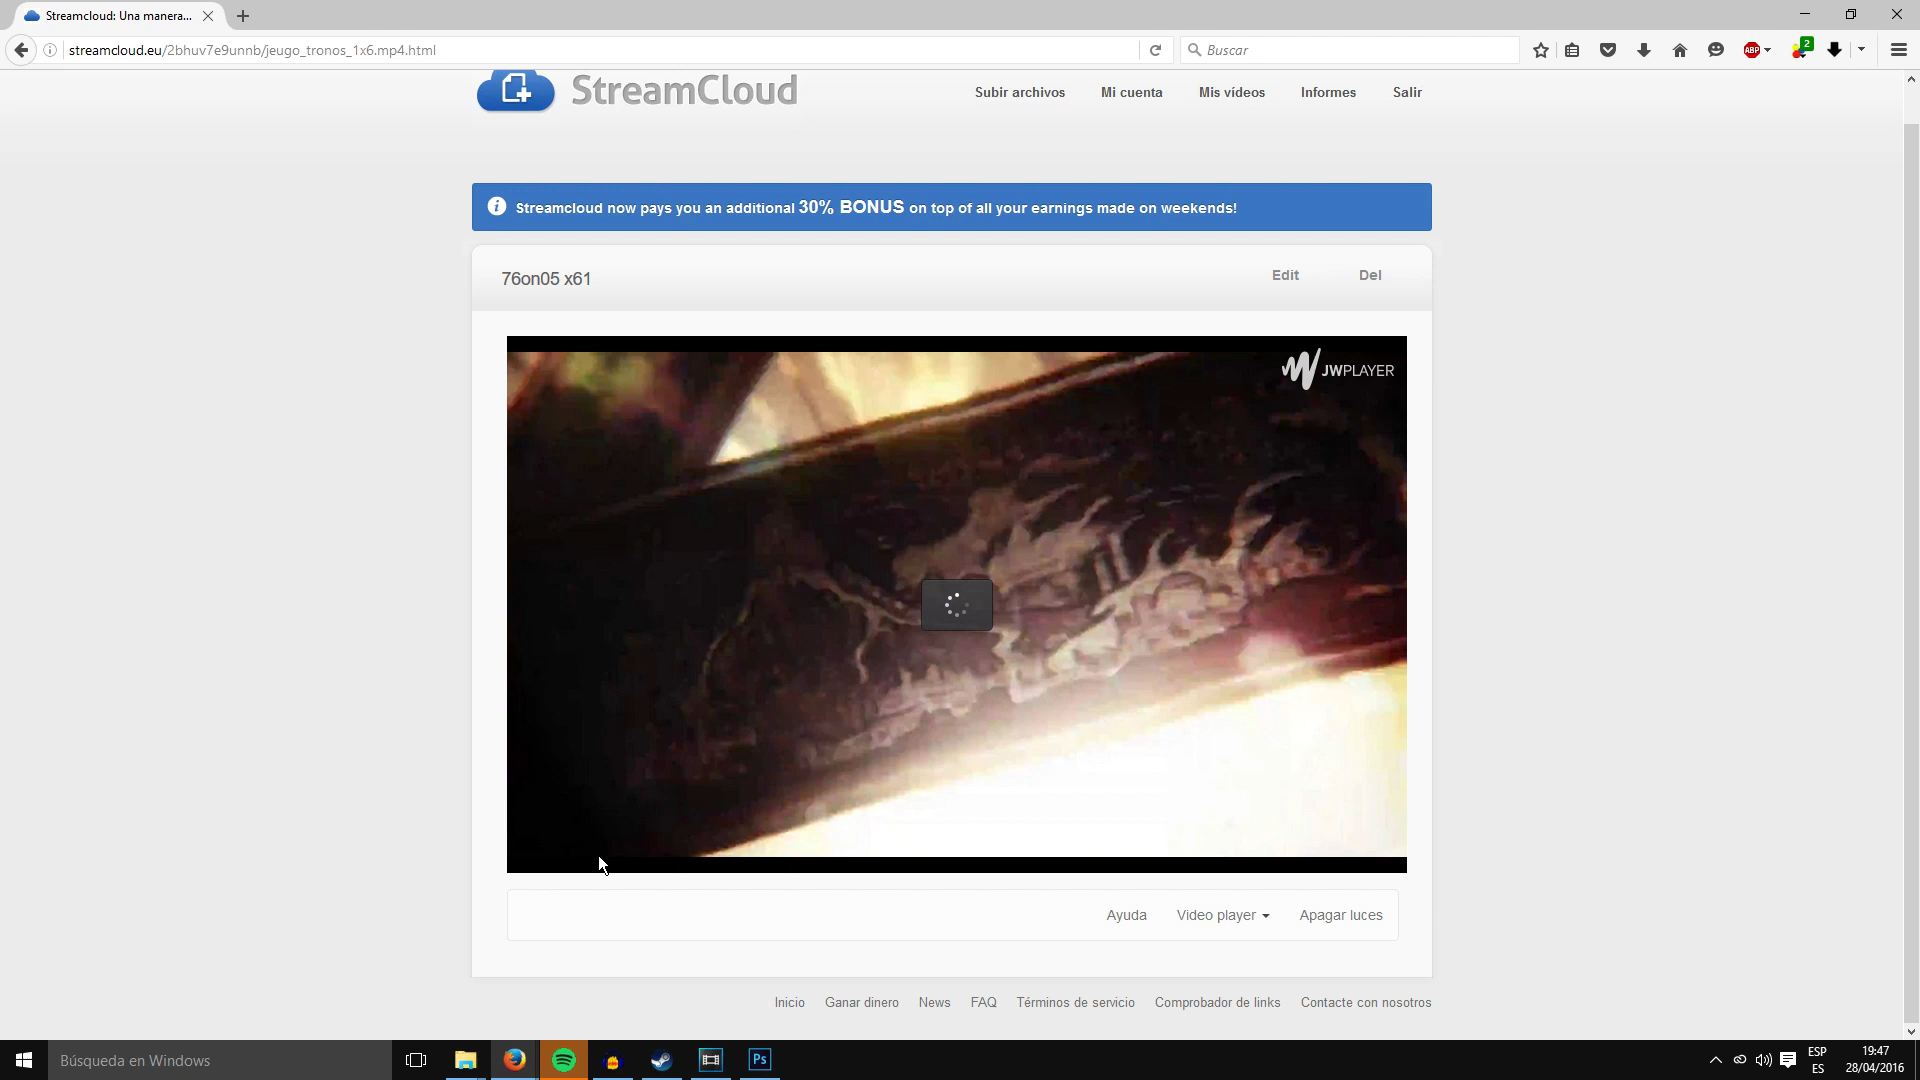 Streamcloud: Una manera...
streamcloud.eu/2bhuv7e9unnb/jeugo_tronos_1x6.mp4.html
Buscar
ABP
2
StreamCloud
Subir archivos
Mi cuenta
Mis vídeos
Informes
Salir
Streamcloud now pays you an additional 30% BONUS on top of all your earnings made on weekends!
76on05 x61
Edit
Del
JWPLAYER
Ayuda
Video player
Apagar luces
Inicio
Ganar dinero
News
FAQ
Términos de servicio
Comprobador de links
Contacte con nosotros
Búsqueda en Windows
Ps
ESP
ES
19:47
28/04/2016